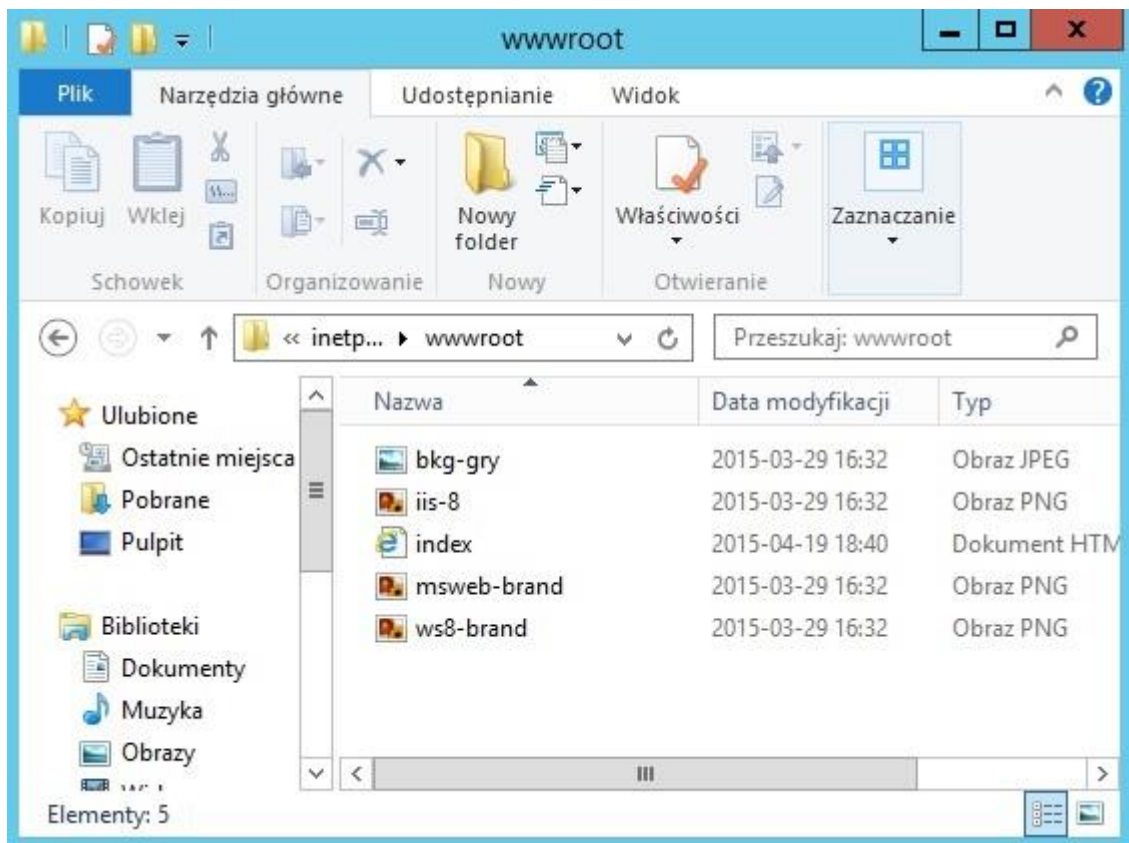 wwwroot
Plik Narzędzia główne Udostępnianie Widok
Kopiuj Wklej Nowy folder Właściwości Zaznaczanie
Schowek Organizowanie Nowy Otwieranie
« inetp... wwwroot Przeszukaj: wwwroot
Ulubione
Ostatnie miejsca
Pobrane
Pulpit
Biblioteki
Dokumenty
Muzyka
Obrazy
Nazwa Data modyfikacji Typ
bkg-gry 2015-03-29 16:32 Obraz JPEG
iis-8 2015-03-29 16:32 Obraz PNG
index 2015-04-19 18:40 Dokument HTM
msweb-brand 2015-03-29 16:32 Obraz PNG
ws8-brand 2015-03-29 16:32 Obraz PNG
Elementy: 5